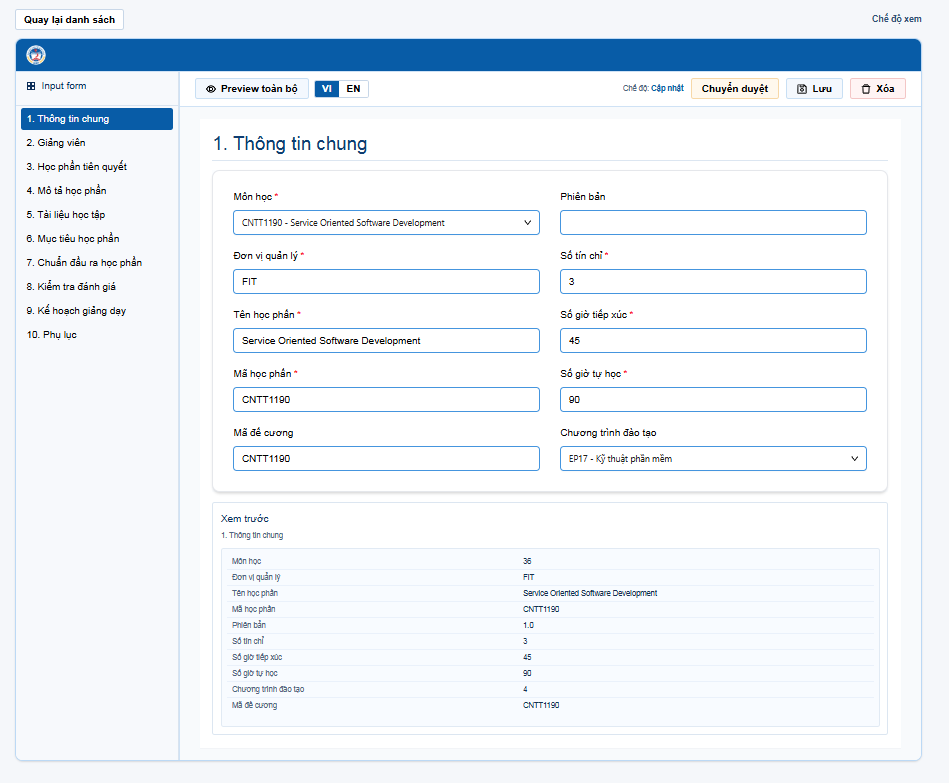 Quay lại danh sách
Chế độ xem
Input form
Preview toàn bộ
VI
EN
Chế độ: Cập nhật
Chuyển duyệt
Lưu
Xóa
1. Thông tin chung
2. Giảng viên
3. Học phần tiên quyết
4. Mô tả học phần
5. Tài liệu học tập
6. Mục tiêu học phần
7. Chuẩn đầu ra học phần
8. Kiểm tra đánh giá
9. Kế hoạch giảng dạy
10. Phụ lục
1. Thông tin chung
Môn học *
Phiên bản
CNTT1190 - Service Oriented Software Development
Đơn vị quản lý *
Số tín chỉ *
FIT
3
Tên học phần *
Số giờ tiếp xúc *
Service Oriented Software Development
45
Mã học phần *
Số giờ tự học *
CNTT1190
90
Mã đề cương
Chương trình đào tạo
CNTT1190
EP17 - Kỹ thuật phần mềm
Xem trước
1. Thông tin chung
Môn học 36
Đơn vị quản lý FIT
Tên học phần Service Oriented Software Development
Mã học phần CNTT1190
Phiên bản 1.0
Số tín chỉ 3
Số giờ tiếp xúc 45
Số giờ tự học 90
Chương trình đào tạo 4
Mã đề cương CNTT1190